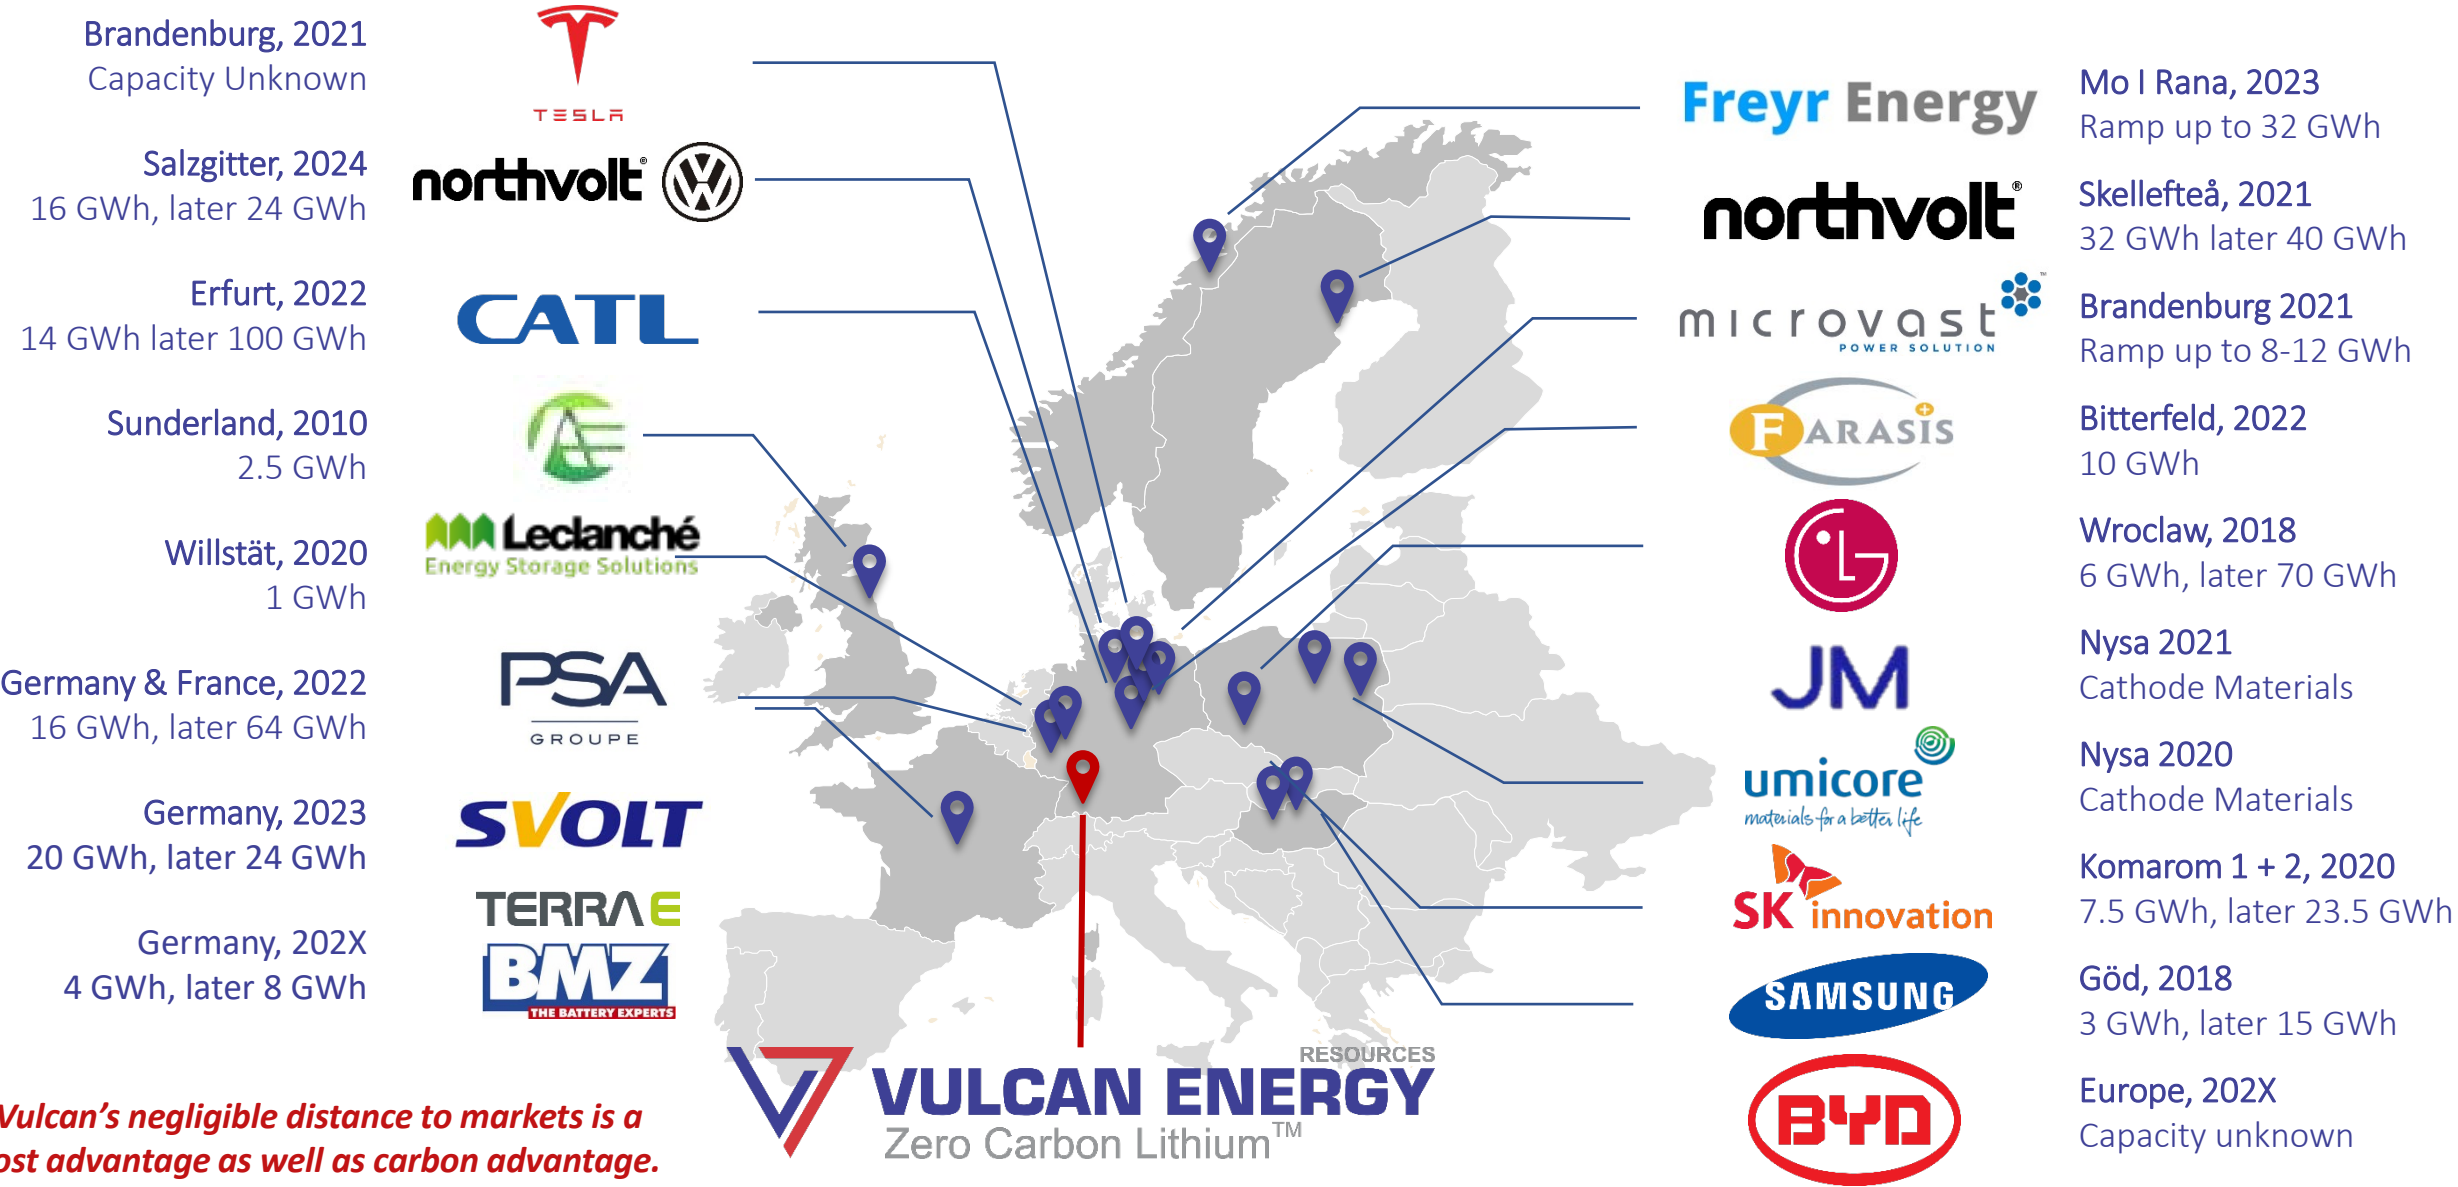 Brandenburg, 2021
Capacity Unknown
TESLA
Salzgitter, 2024
16 GWh, later 24 GWh
northvolt®
VW
Erfurt, 2022
14 GWh later 100 GWh
CATL
Sunderland, 2010
2.5 GWh
Willstät, 2020
1 GWh
Leclanché
Energy Storage Solutions
Germany & France, 2022
16 GWh, later 64 GWh
PSA
GROUPE
Germany, 2023
20 GWh, later 24 GWh
SVOLT
Germany, 202X
4 GWh, later 8 GWh
TERRA E
BMZ
THE BATTERY EXPERTS
Vulcan’s negligible distance to markets is a
ost advantage as well as carbon advantage.
RESOURCES
VULCAN ENERGY
Zero Carbon Lithium™
Freyr Energy
Mo I Rana, 2023
Ramp up to 32 GWh
northvolt®
Skellefteå, 2021
32 GWh later 40 GWh
microvast™
POWER SOLUTION
Brandenburg 2021
Ramp up to 8-12 GWh
FARASIS
Bitterfeld, 2022
10 GWh
LG
Wroclaw, 2018
6 GWh, later 70 GWh
JM
Nysa 2021
Cathode Materials
umicore
materials for a better life
Nysa 2020
Cathode Materials
SK innovation
Komarom 1 + 2, 2020
7.5 GWh, later 23.5 GWh
SAMSUNG
Göd, 2018
3 GWh, later 15 GWh
BYD
Europe, 202X
Capacity unknown